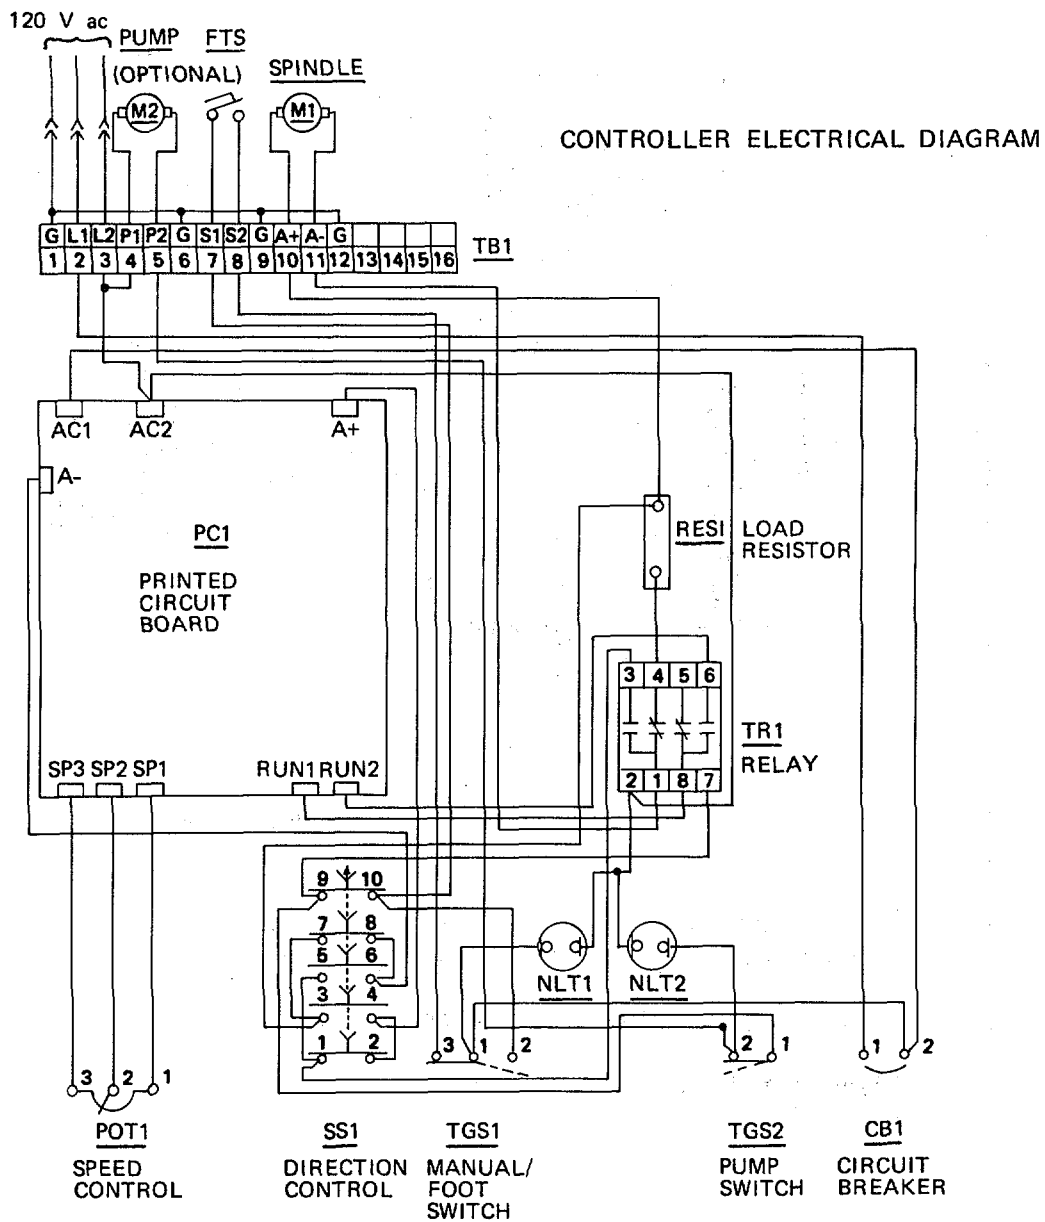 120 V ac
PUMP FTS
(OPTIONAL) SPINDLE
M2 M1
CONTROLLER ELECTRICAL DIAGRAM
G L1 L2 P1 P2 G S1 S2 G A+ A- G
1 2 3 4 5 6 7 8 9 10 11 12 13 14 15 16
TB1
AC1 AC2 A+
A-
PC1
PRINTED
CIRCUIT
BOARD
RESI LOAD
RESISTOR
3 4 5 6
TR1
RELAY
2 1 8 7
SP3 SP2 SP1 RUN1 RUN2
9 10
7 8
5 6
3 4
1 2
NLT1 NLT2
3 1 2
2 1
1 2
3 2 1
POT1 SS1 TGS1 TGS2 CB1
SPEED
CONTROL
DIRECTION
CONTROL
MANUAL/
FOOT
SWITCH
PUMP
SWITCH
CIRCUIT
BREAKER